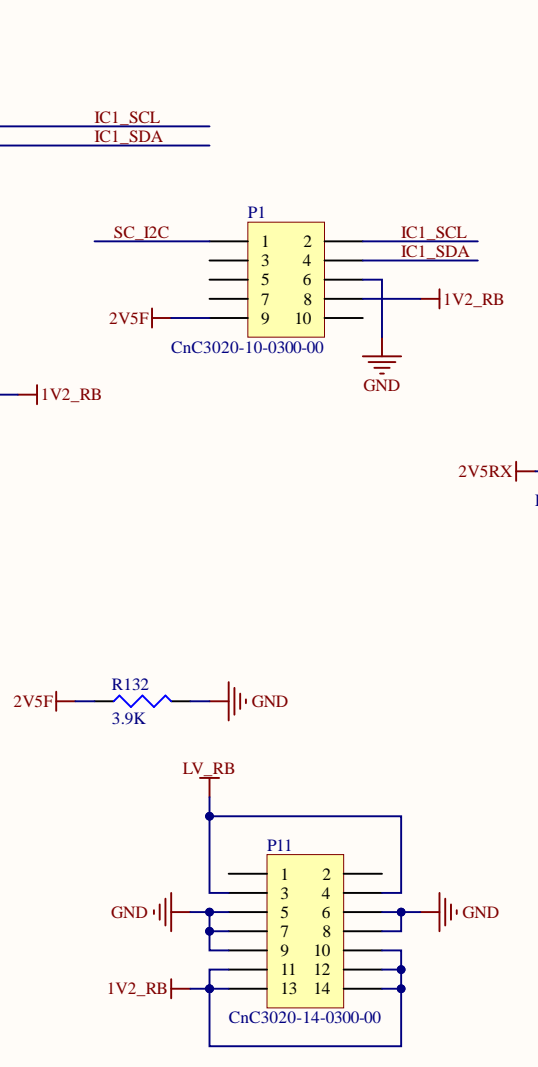 IC1_SCL
IC1_SDA
P1
SC_I2C 1 2 IC1_SCL
3 4 IC1_SDA
5 6
7 8 1V2_RB
2V5F 9 10
CnC3020-10-0300-00
GND
1V2_RB
2V5RX
R132
2V5F GND
3.9K
LV_RB
P11
1 2
3 4
GND 5 6 GND
7 8
9 10
11 12
1V2_RB 13 14
CnC3020-14-0300-00